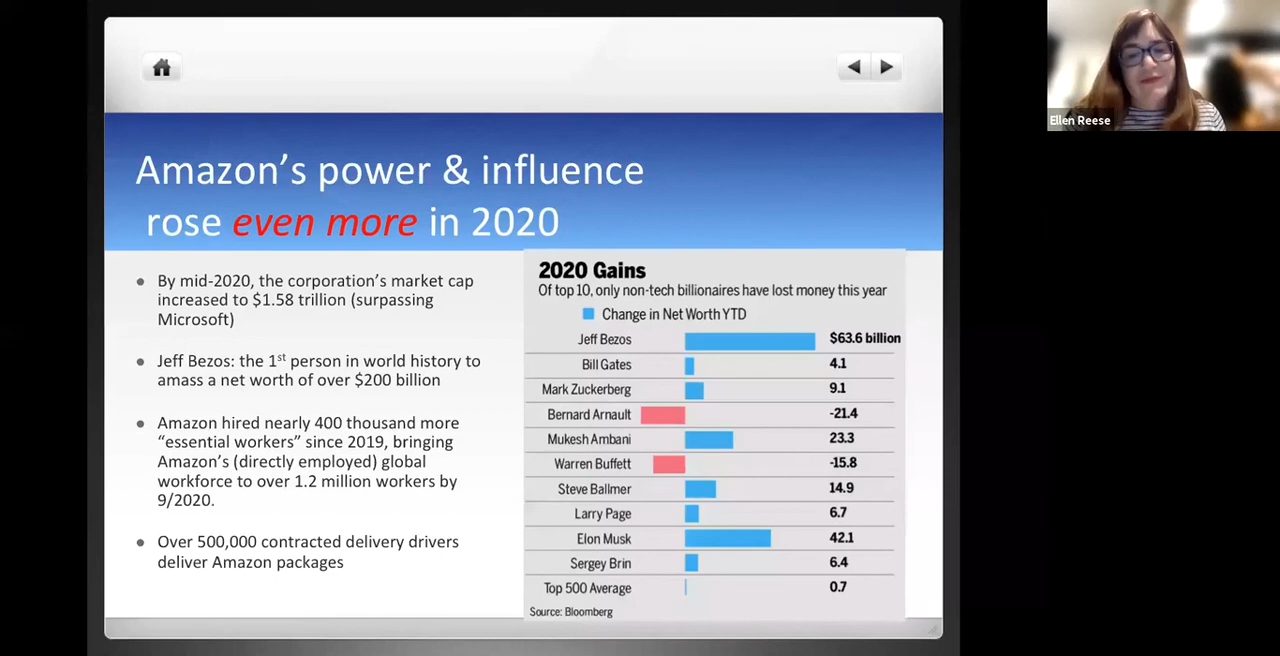 Amazon’s power & influence
rose even more in 2020
By mid-2020, the corporation’s market cap
increased to $1.58 trillion (surpassing
Microsoft)
Jeff Bezos: the 1st person in world history to
amass a net worth of over $200 billion
Amazon hired nearly 400 thousand more
“essential workers” since 2019, bringing
Amazon’s (directly employed) global
workforce to over 1.2 million workers by
9/2020.
Over 500,000 contracted delivery drivers
deliver Amazon packages
2020 Gains
Of top 10, only non-tech billionaires have lost money this year
Change in Net Worth YTD
Jeff Bezos $63.6 billion
Bill Gates 4.1
Mark Zuckerberg 9.1
Bernard Arnault -21.4
Mukesh Ambani 23.3
Warren Buffett -15.8
Steve Ballmer 14.9
Larry Page 6.7
Elon Musk 42.1
Sergey Brin 6.4
Top 500 Average 0.7
Source: Bloomberg
Ellen Reese